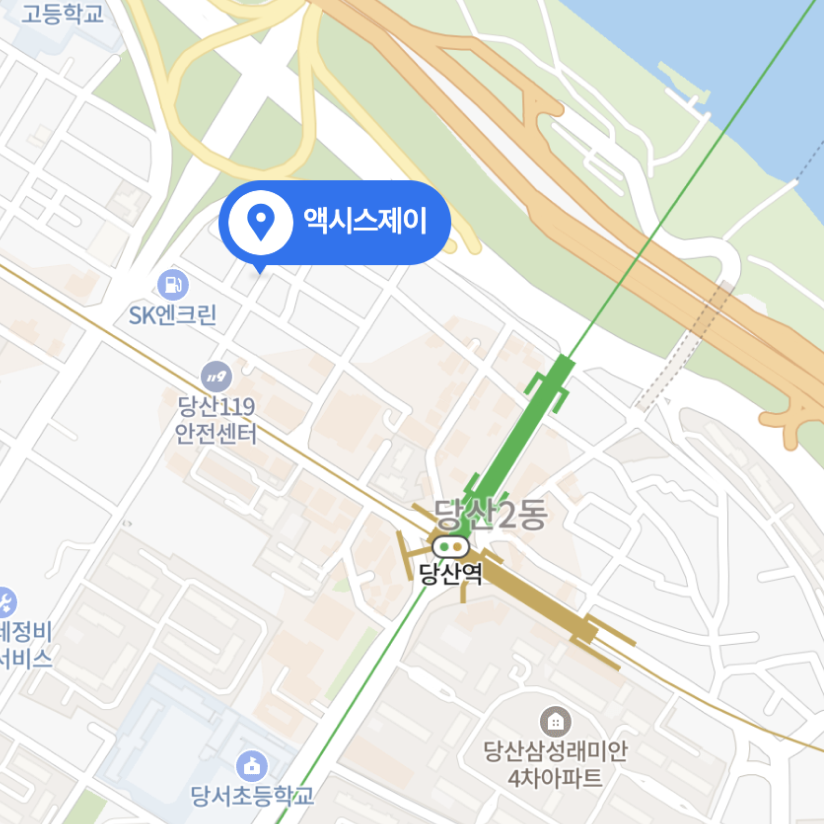 고등학교
액시스제이
SK엔크린
119
당산119
안전센터
당산2동
당산역
정비
서비스
당산삼성래미안
4차아파트
당서초등학교